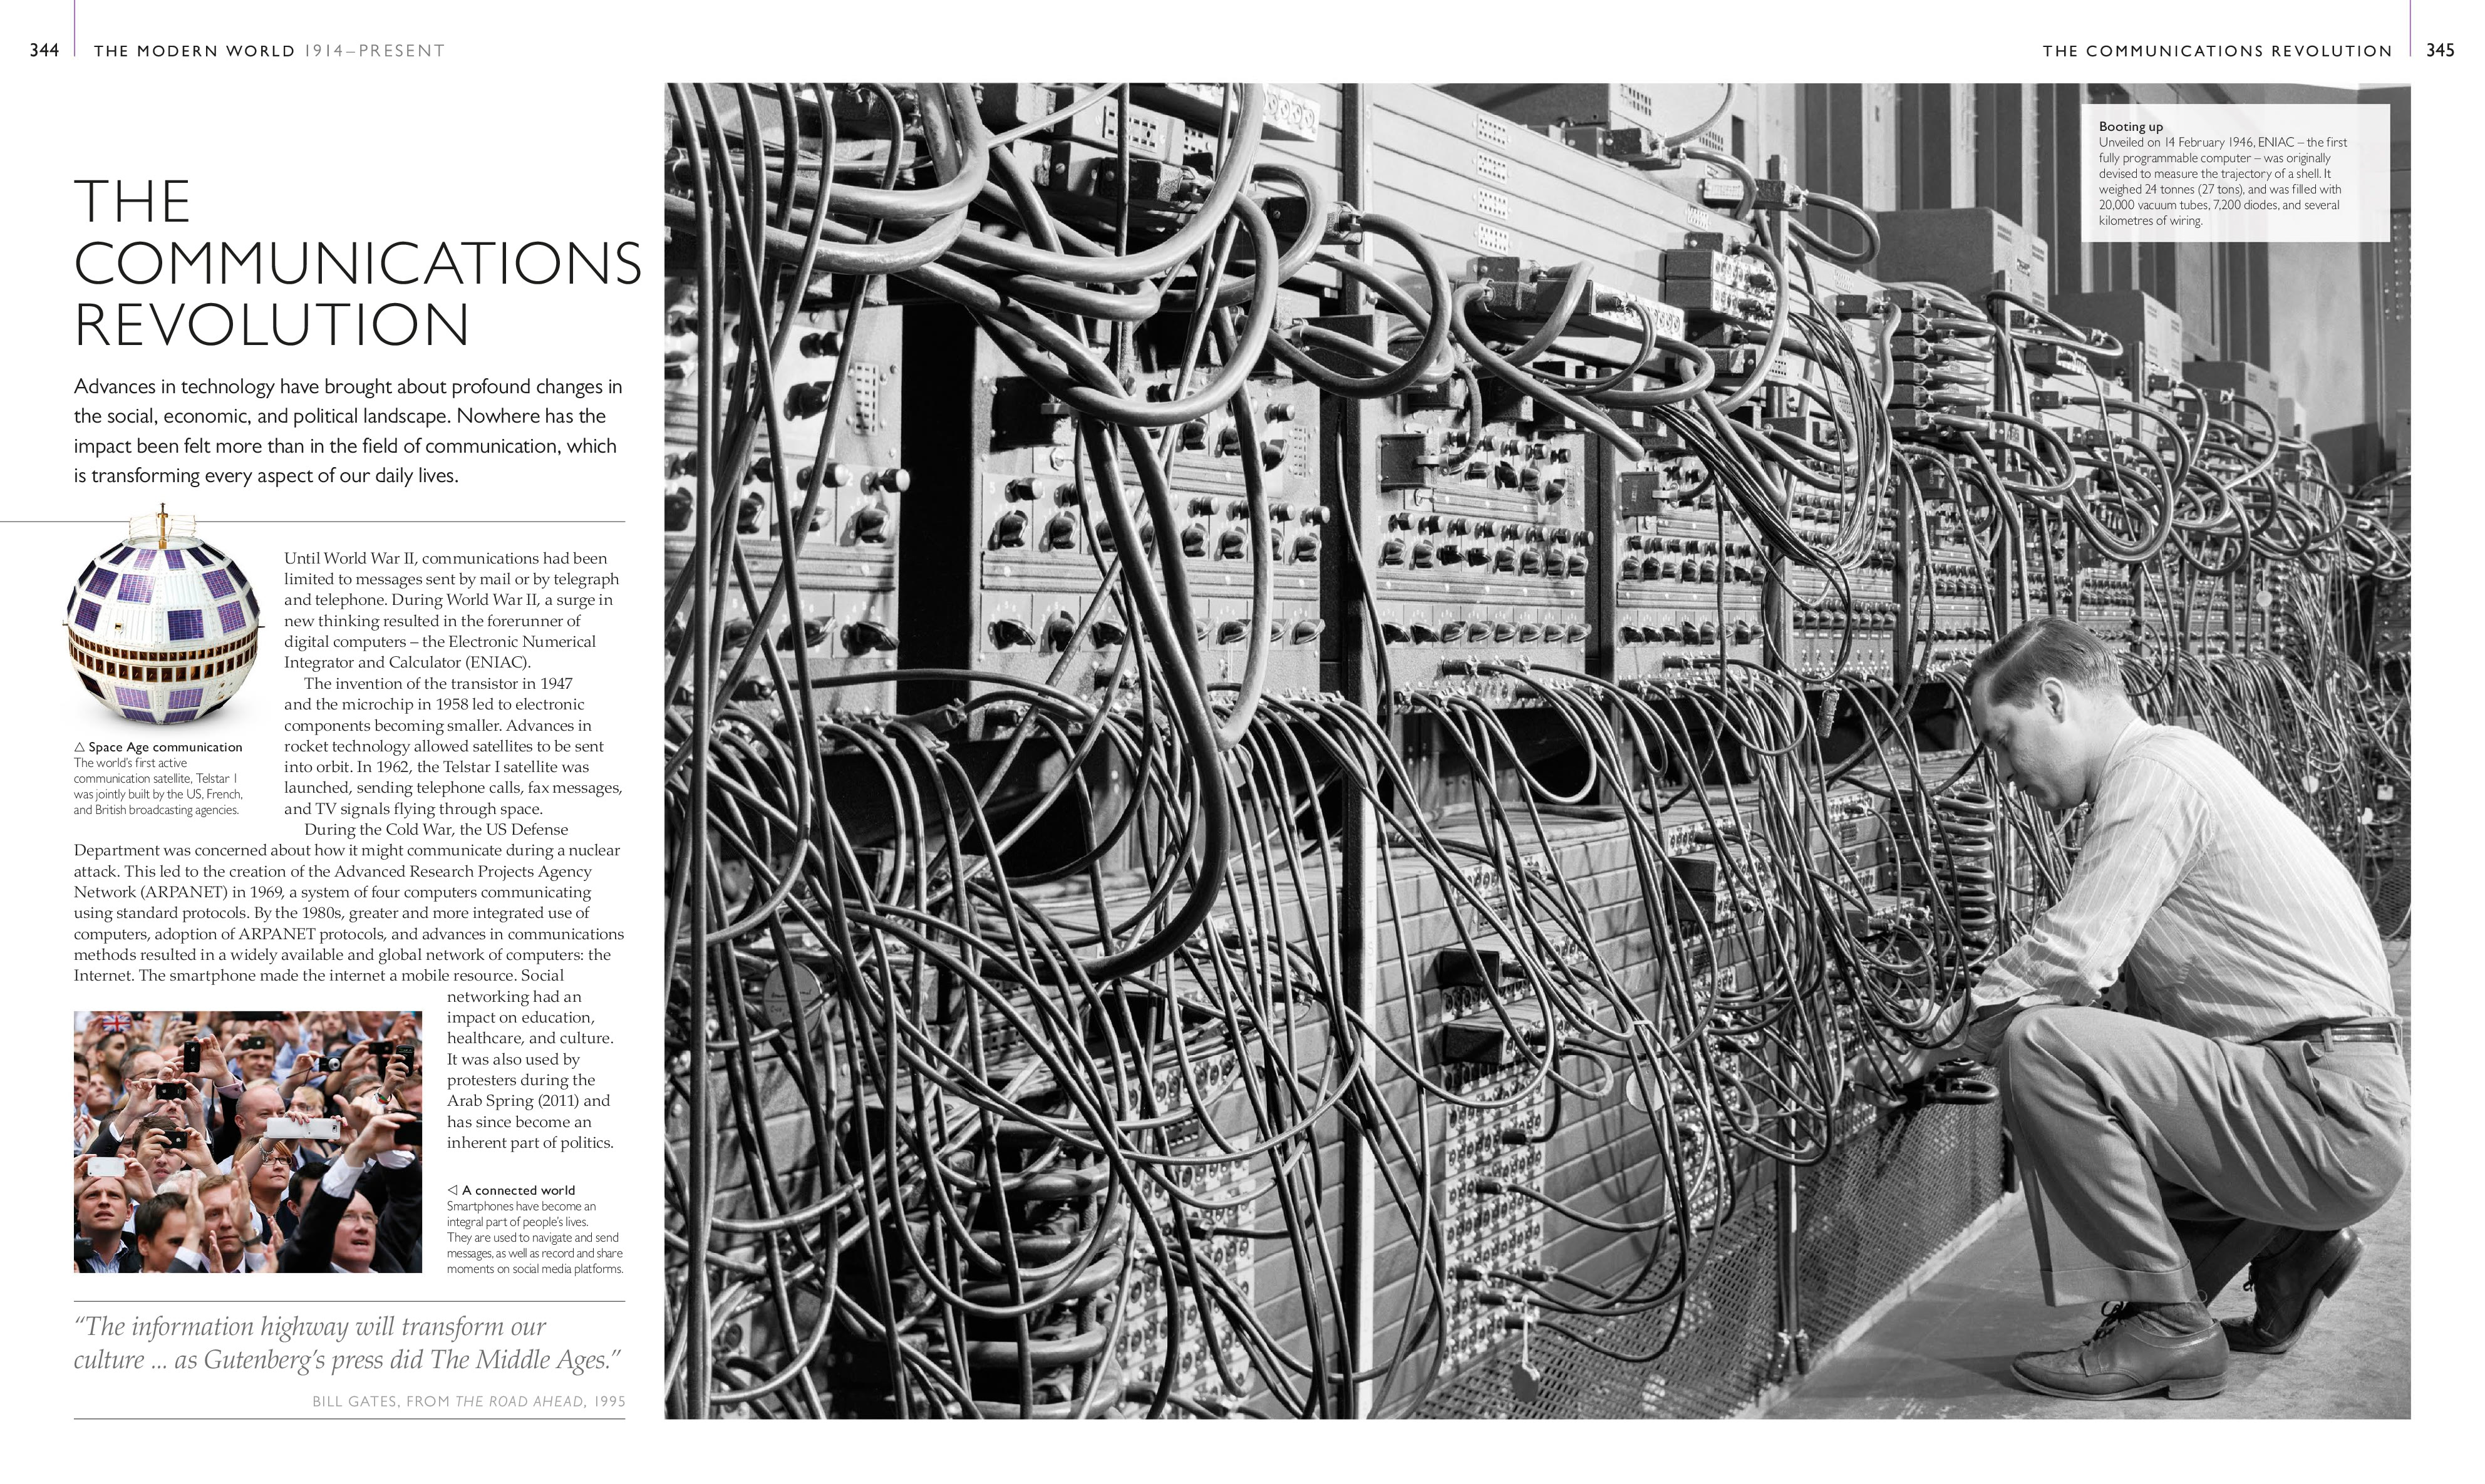 344
THE MODERN WORLD 1914–PRESENT
THE COMMUNICATIONS REVOLUTION
345
THE
COMMUNICATIONS
REVOLUTION
Advances in technology have brought about profound changes in
the social, economic, and political landscape. Nowhere has the
impact been felt more than in the field of communication, which
is transforming every aspect of our daily lives.
Until World War II, communications had been
limited to messages sent by mail or by telegraph
and telephone. During World War II, a surge in
new thinking resulted in the forerunner of
digital computers – the Electronic Numerical
Integrator and Calculator (ENIAC).
The invention of the transistor in 1947
and the microchip in 1958 led to electronic
components becoming smaller. Advances in
rocket technology allowed satellites to be sent
into orbit. In 1962, the Telstar I satellite was
launched, sending telephone calls, fax messages,
and TV signals flying through space.
During the Cold War, the US Defense
Department was concerned about how it might communicate during a nuclear
attack. This led to the creation of the Advanced Research Projects Agency
Network (ARPANET) in 1969, a system of four computers communicating
using standard protocols. By the 1980s, greater and more integrated use of
computers, adoption of ARPANET protocols, and advances in communications
methods resulted in a widely available and global network of computers: the
Internet. The smartphone made the internet a mobile resource. Social
networking had an
impact on education,
healthcare, and culture.
It was also used by
protesters during the
Arab Spring (2011) and
has since become an
inherent part of politics.
△ Space Age communication
The world's first active
communication satellite, Telstar I
was jointly built by the US, French,
and British broadcasting agencies.
◁ A connected world
Smartphones have become an
integral part of people's lives.
They are used to navigate and send
messages, as well as record and share
moments on social media platforms.
“The information highway will transform our
culture ... as Gutenberg's press did The Middle Ages.”
BILL GATES, FROM THE ROAD AHEAD, 1995
Booting up
Unveiled on 14 February 1946, ENIAC – the first
fully programmable computer – was originally
devised to measure the trajectory of a shell. It
weighed 24 tonnes (27 tons), and was filled with
20,000 vacuum tubes, 7,200 diodes, and several
kilometres of wiring.